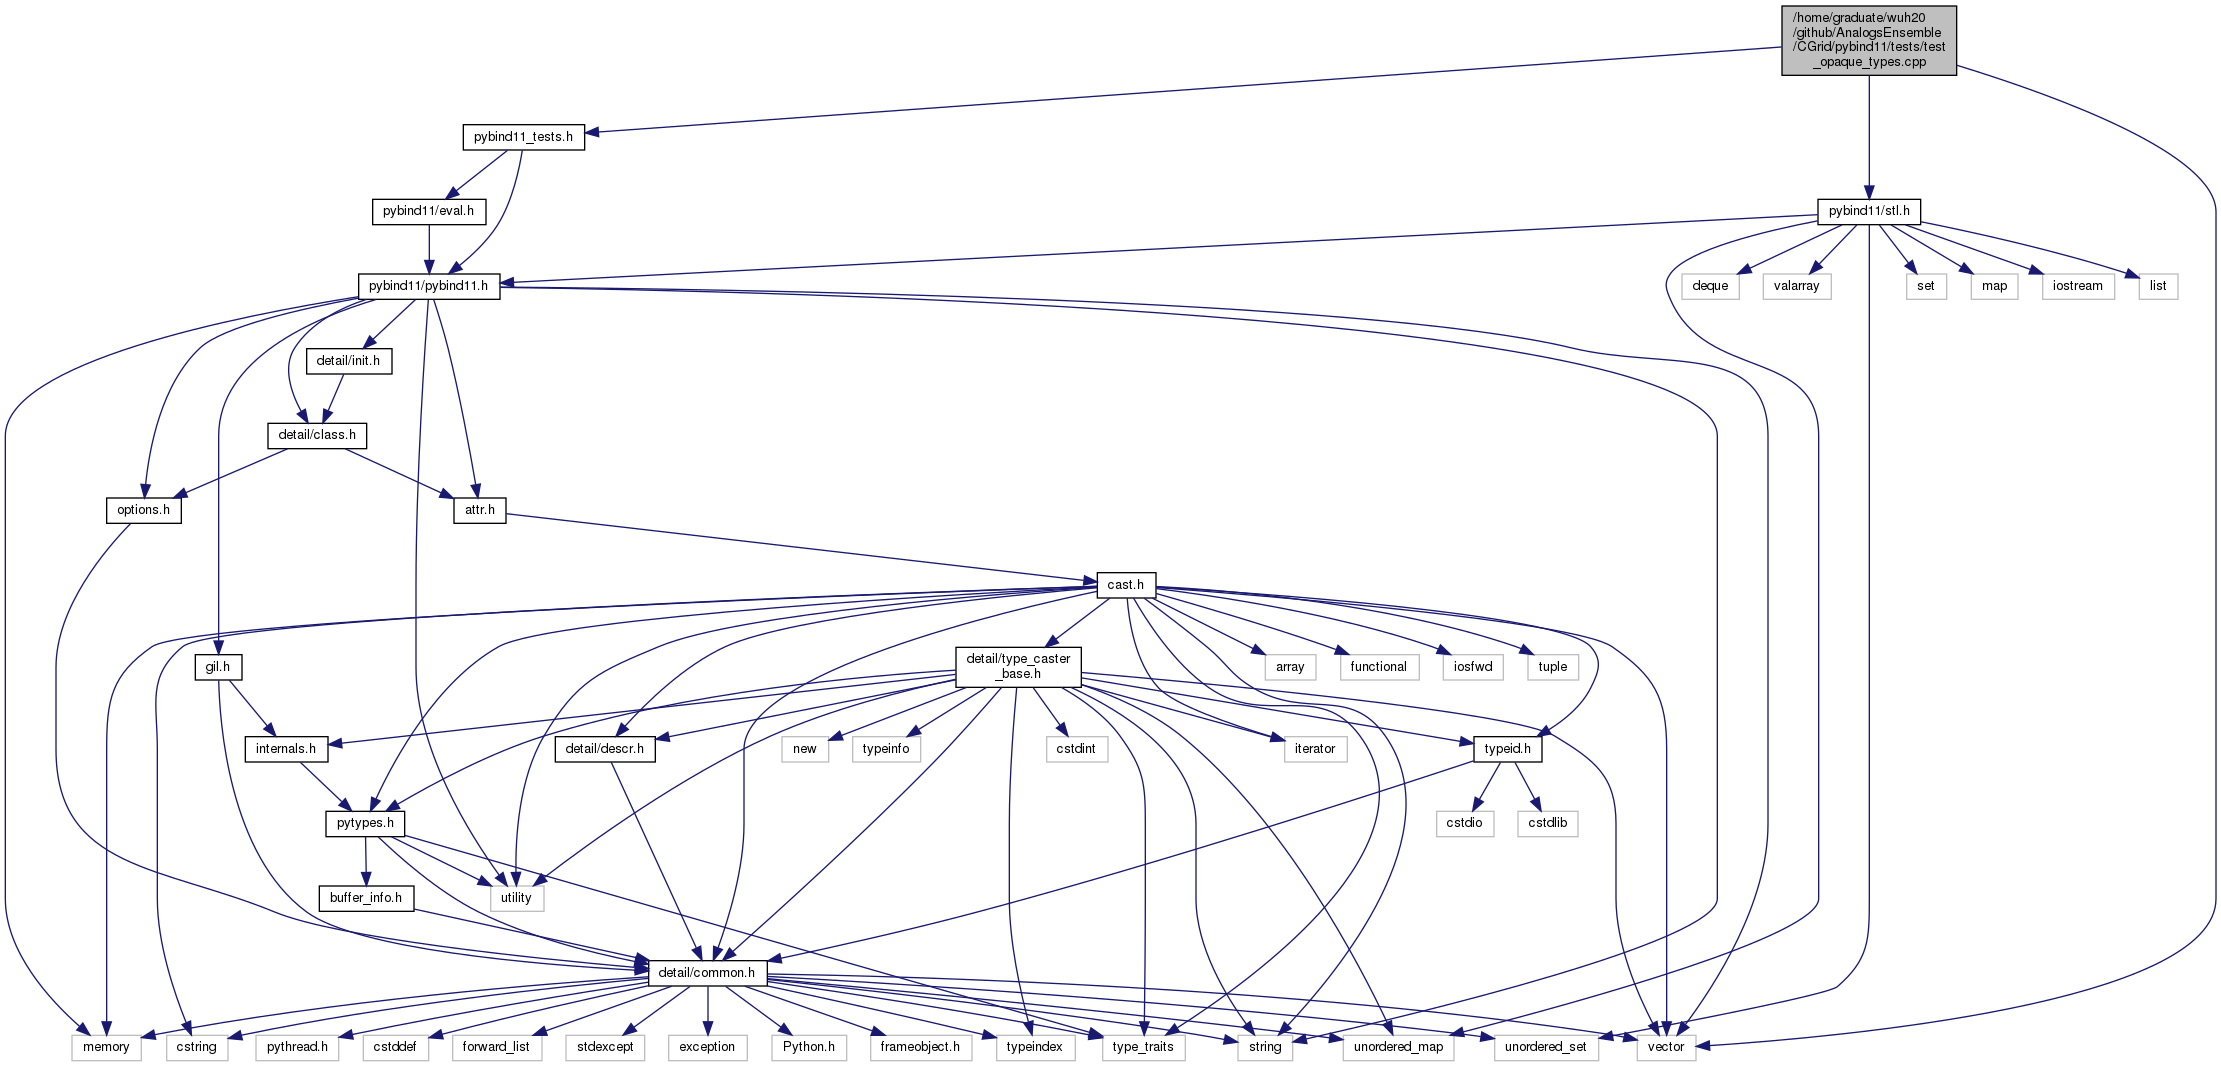 /home/graduate/wuh20
/github/AnalogsEnsemble
/CGrid/pybind11/tests/test
_opaque_types.cpp
pybind11_tests.h
pybind11/eval.h
pybind11/stl.h
pybind11/pybind11.h
deque
valarray
set
map
iostream
list
detail/init.h
detail/class.h
options.h
attr.h
cast.h
gil.h
detail/type_caster
_base.h
array
functional
iosfwd
tuple
internals.h
detail/descr.h
new
typeinfo
cstdint
iterator
typeid.h
pytypes.h
cstdio
cstdlib
buffer_info.h
utility
detail/common.h
memory
cstring
pythread.h
cstddef
forward_list
stdexcept
exception
Python.h
frameobject.h
typeindex
type_traits
string
unordered_map
unordered_set
vector